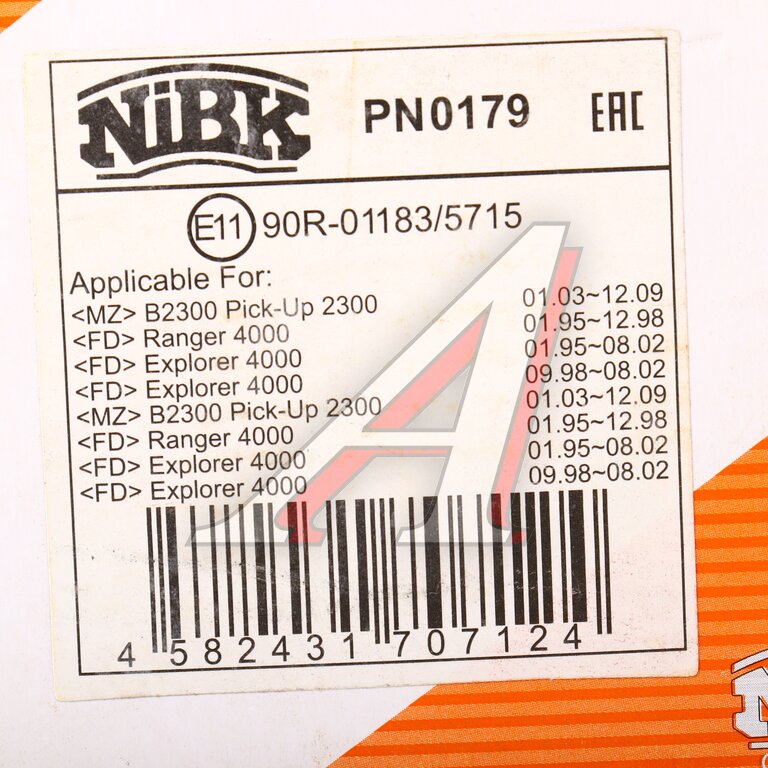 NiBK PN0179 EAC
E11 90R-01183/5715
Applicable For:
<MZ> B2300 Pick-Up 2300 01.03~12.09
<FD> Ranger 4000 01.95~12.98
<FD> Explorer 4000 01.95~08.02
<FD> Explorer 4000 09.98~08.02
<MZ> B2300 Pick-Up 2300 01.03~12.09
<FD> Ranger 4000 01.95~12.98
<FD> Explorer 4000 01.95~08.02
<FD> Explorer 4000 09.98~08.02
4 582431 707124